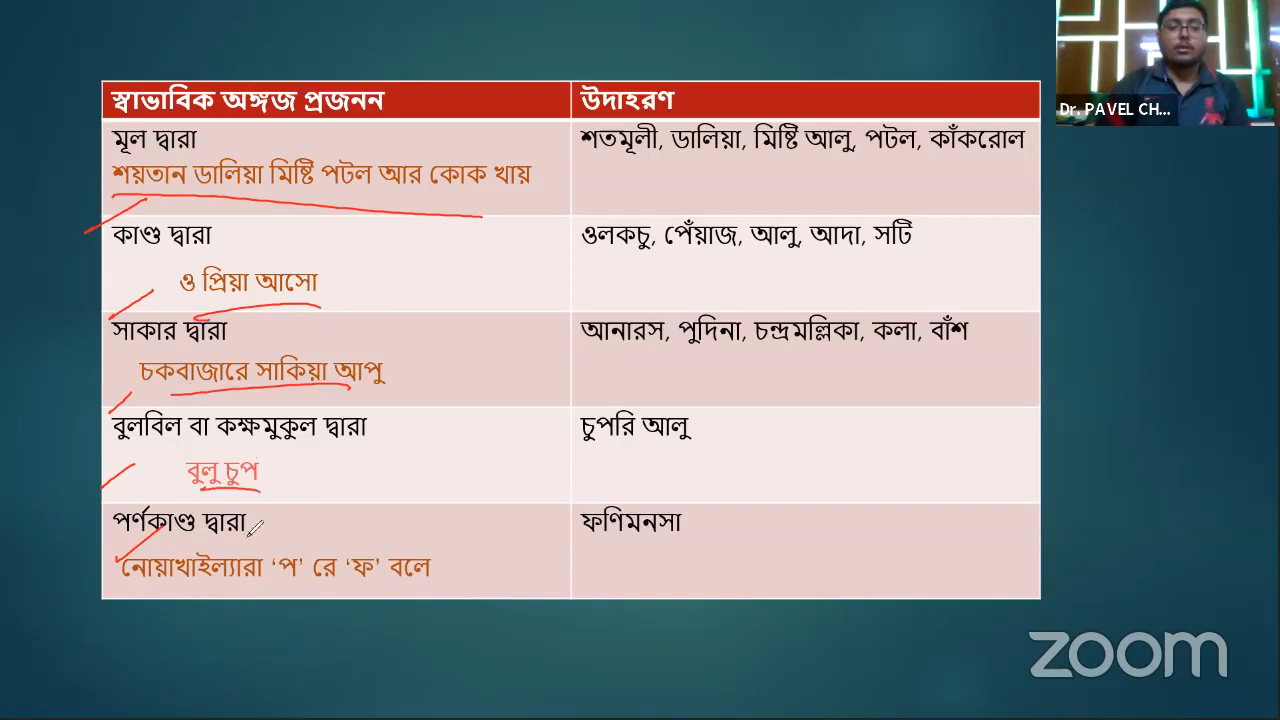 স্বাভাবিক অঙ্গজ প্রজনন
উদাহরণ
মূল দ্বারা
শয়তান ডালিয়া মিষ্টি পটল আর কোক খায়
শতমূলী, ডালিয়া, মিষ্টি আলু, পটল, কাঁকরোল
কাণ্ড দ্বারা
ও প্রিয়া আসো
ওলকচু, পেঁয়াজ, আলু, আদা, সটি
সাকার দ্বারা
চকবাজারে সাকিয়া আপু
আনারস, পুদিনা, চন্দ্রমল্লিকা, কলা, বাঁশ
বুলবিল বা কক্ষমুকুল দ্বারা
বুলু চুপ
চুপরি আলু
পর্ণকাণ্ড দ্বারা
নোয়াখাইল্যারা ‘প’ রে ‘ফ’ বলে
ফণিমনসা
Dr. PAVEL CH...
zoom